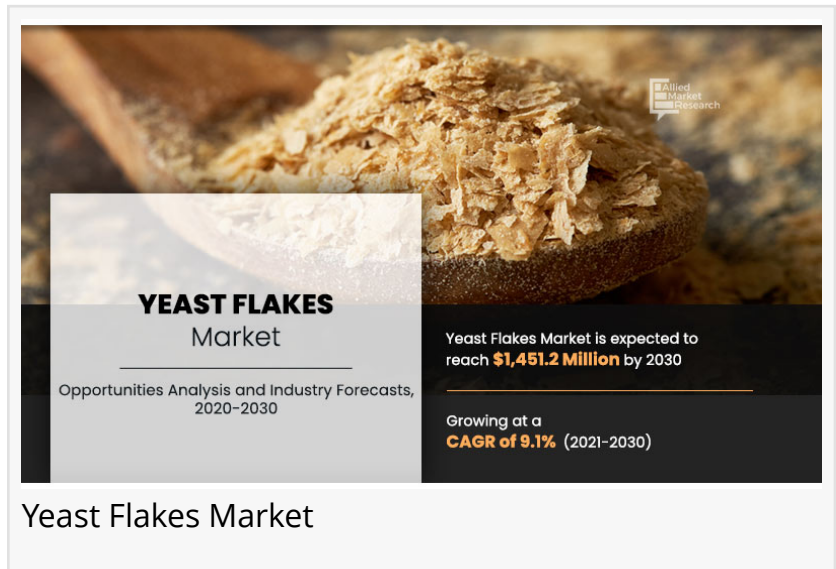 Allied
Market
Research
YEAST FLAKES
Market
Opportunities Analysis and Industry Forecasts,
2020-2030
Yeast Flakes Market is expected to
reach $1,451.2 Million by 2030
Growing at a
CAGR of 9.1% (2021-2030)
Yeast Flakes Market